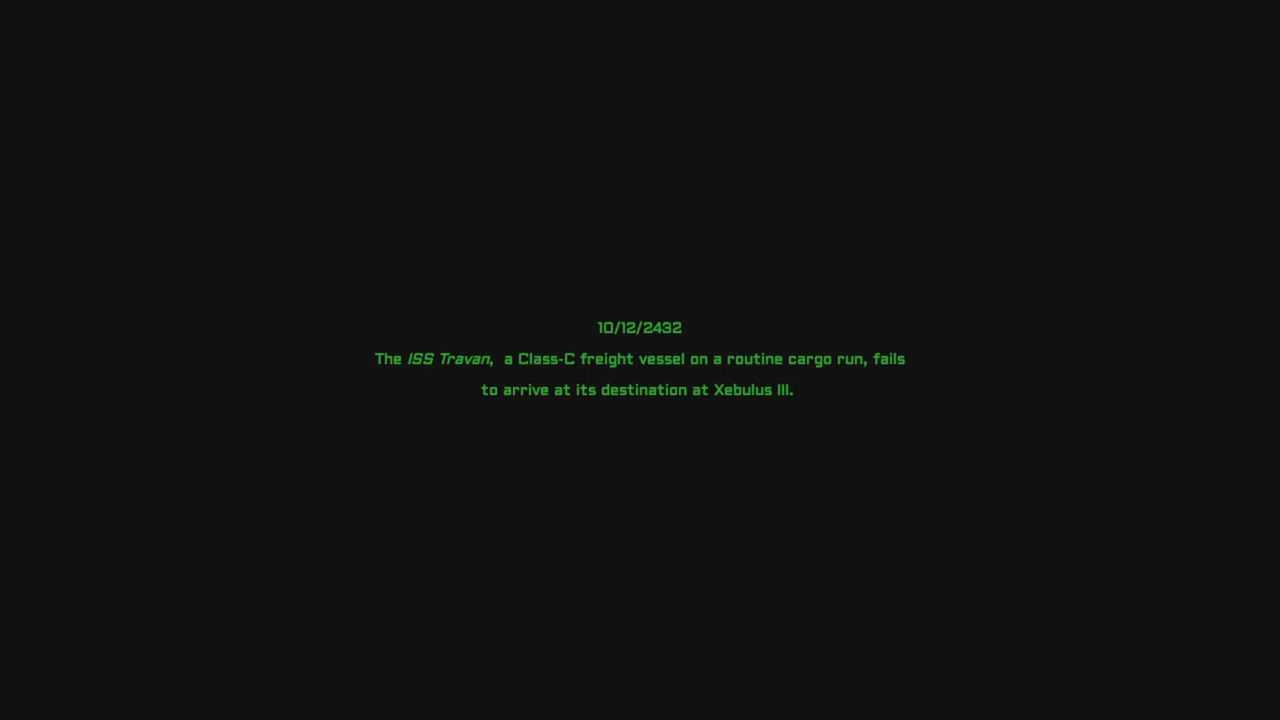 10/12/2432
The ISS Travan,  a Class-C freight vessel on a routine cargo run, fails
to arrive at its destination at Xebulus III.